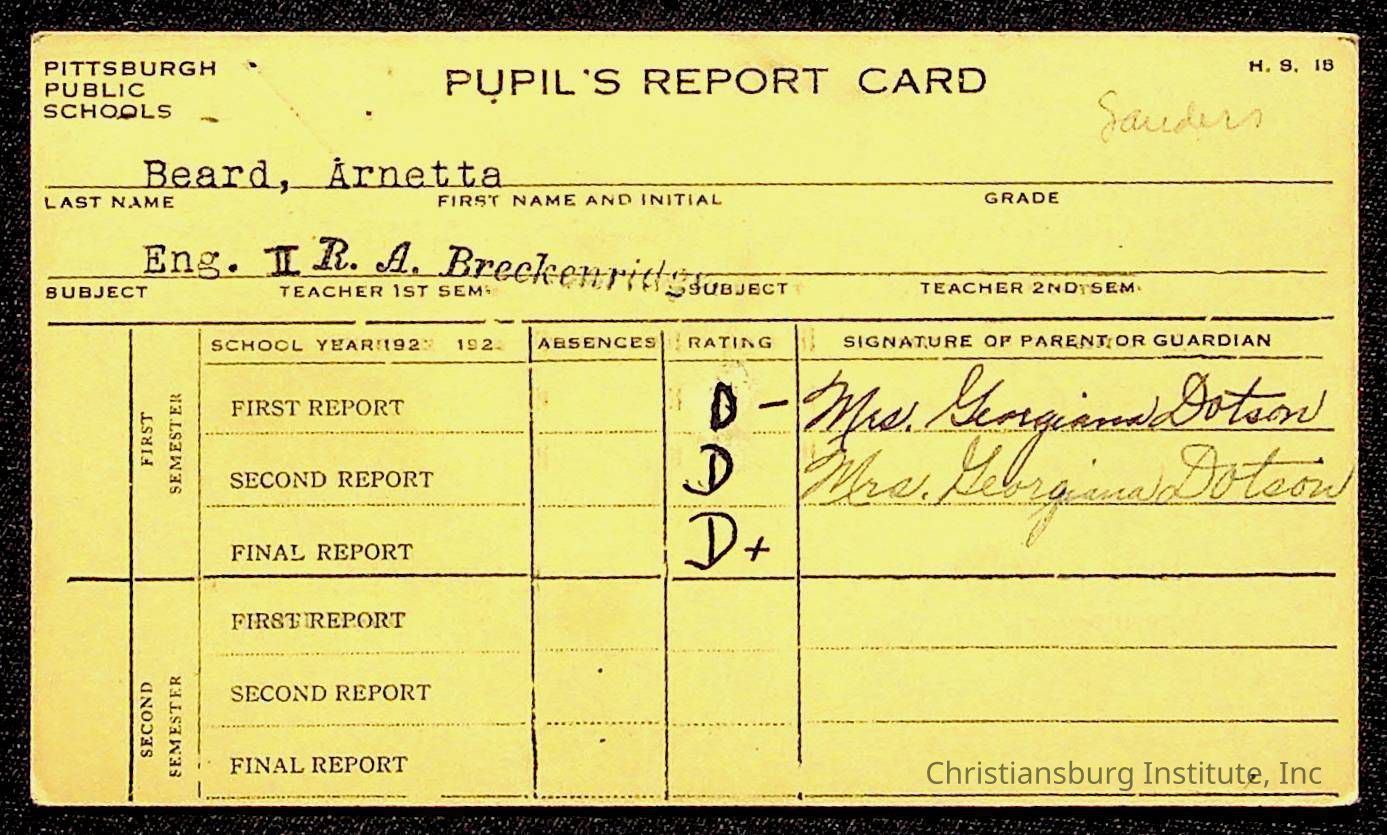 PITTSBURGH
PUBLIC
SCHOOLS
PUPIL'S REPORT CARD
H. S. 1B
Sanders
Beard, Arnetta
LAST NAME FIRST NAME AND INITIAL GRADE
Eng. II R. A. Breckenridge
SUBJECT TEACHER 1ST SEM. SUBJECT TEACHER 2ND SEM.
SCHOOL YEAR 192 192 ABSENCES RATING SIGNATURE OF PARENT OR GUARDIAN
FIRST SEMESTER
FIRST REPORT D - Mrs. Georgiana Dotson
SECOND REPORT D Mrs. Georgiana Dotson
FINAL REPORT D+
SECOND SEMESTER
FIRST REPORT
SECOND REPORT
FINAL REPORT
Christiansburg Institute, Inc